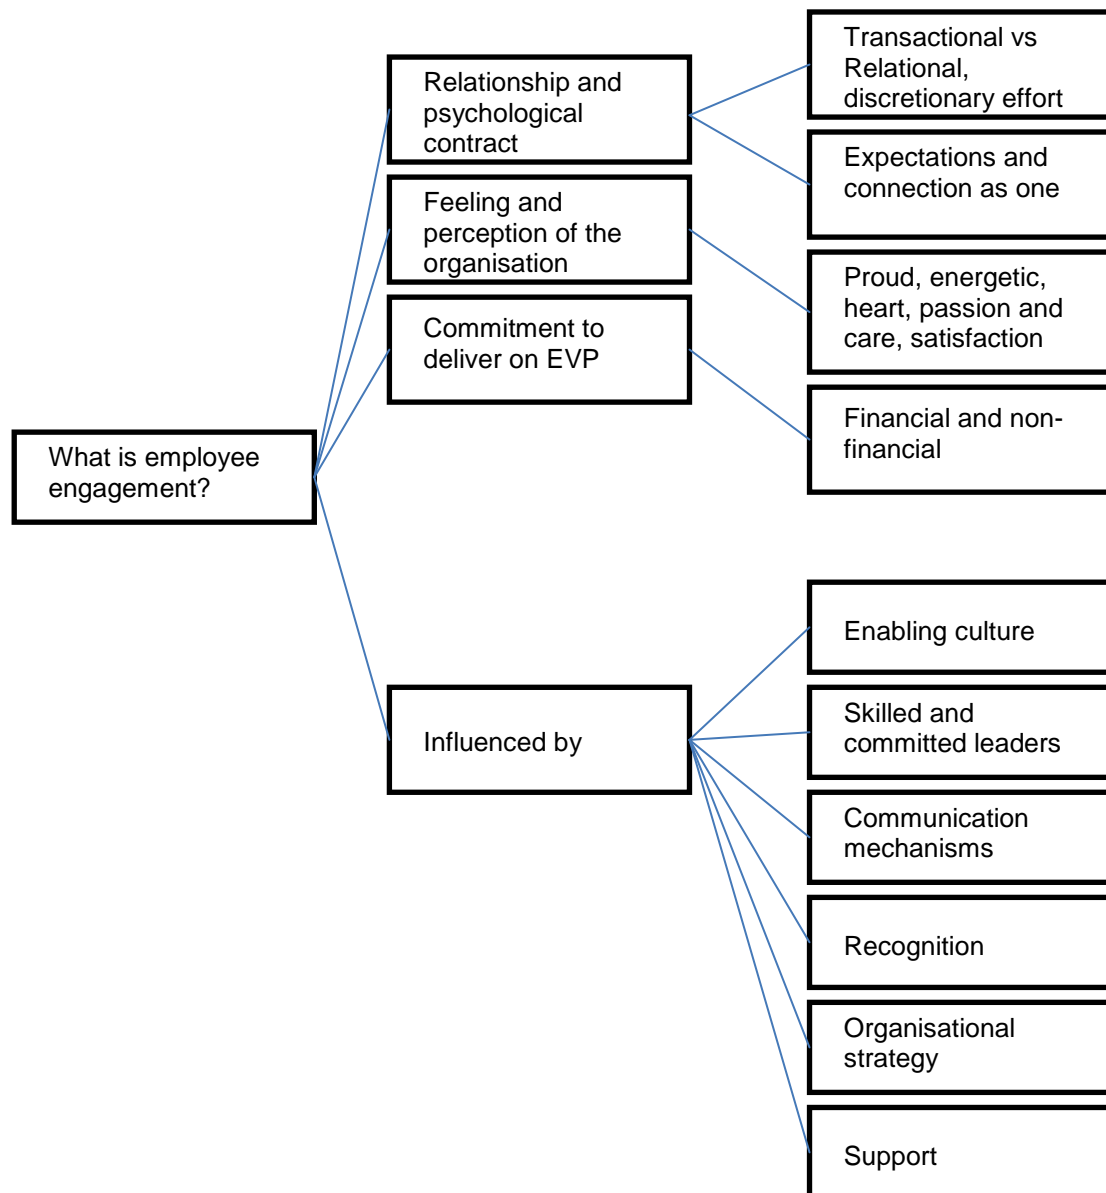 What is employee
engagement?
Relationship and
psychological
contract
Transactional vs
Relational,
discretionary effort
Expectations and
connection as one
Feeling and
perception of the
organisation
Proud, energetic,
heart, passion and
care, satisfaction
Commitment to
deliver on EVP
Financial and non-
financial
Influenced by
Enabling culture
Skilled and
committed leaders
Communication
mechanisms
Recognition
Organisational
strategy
Support